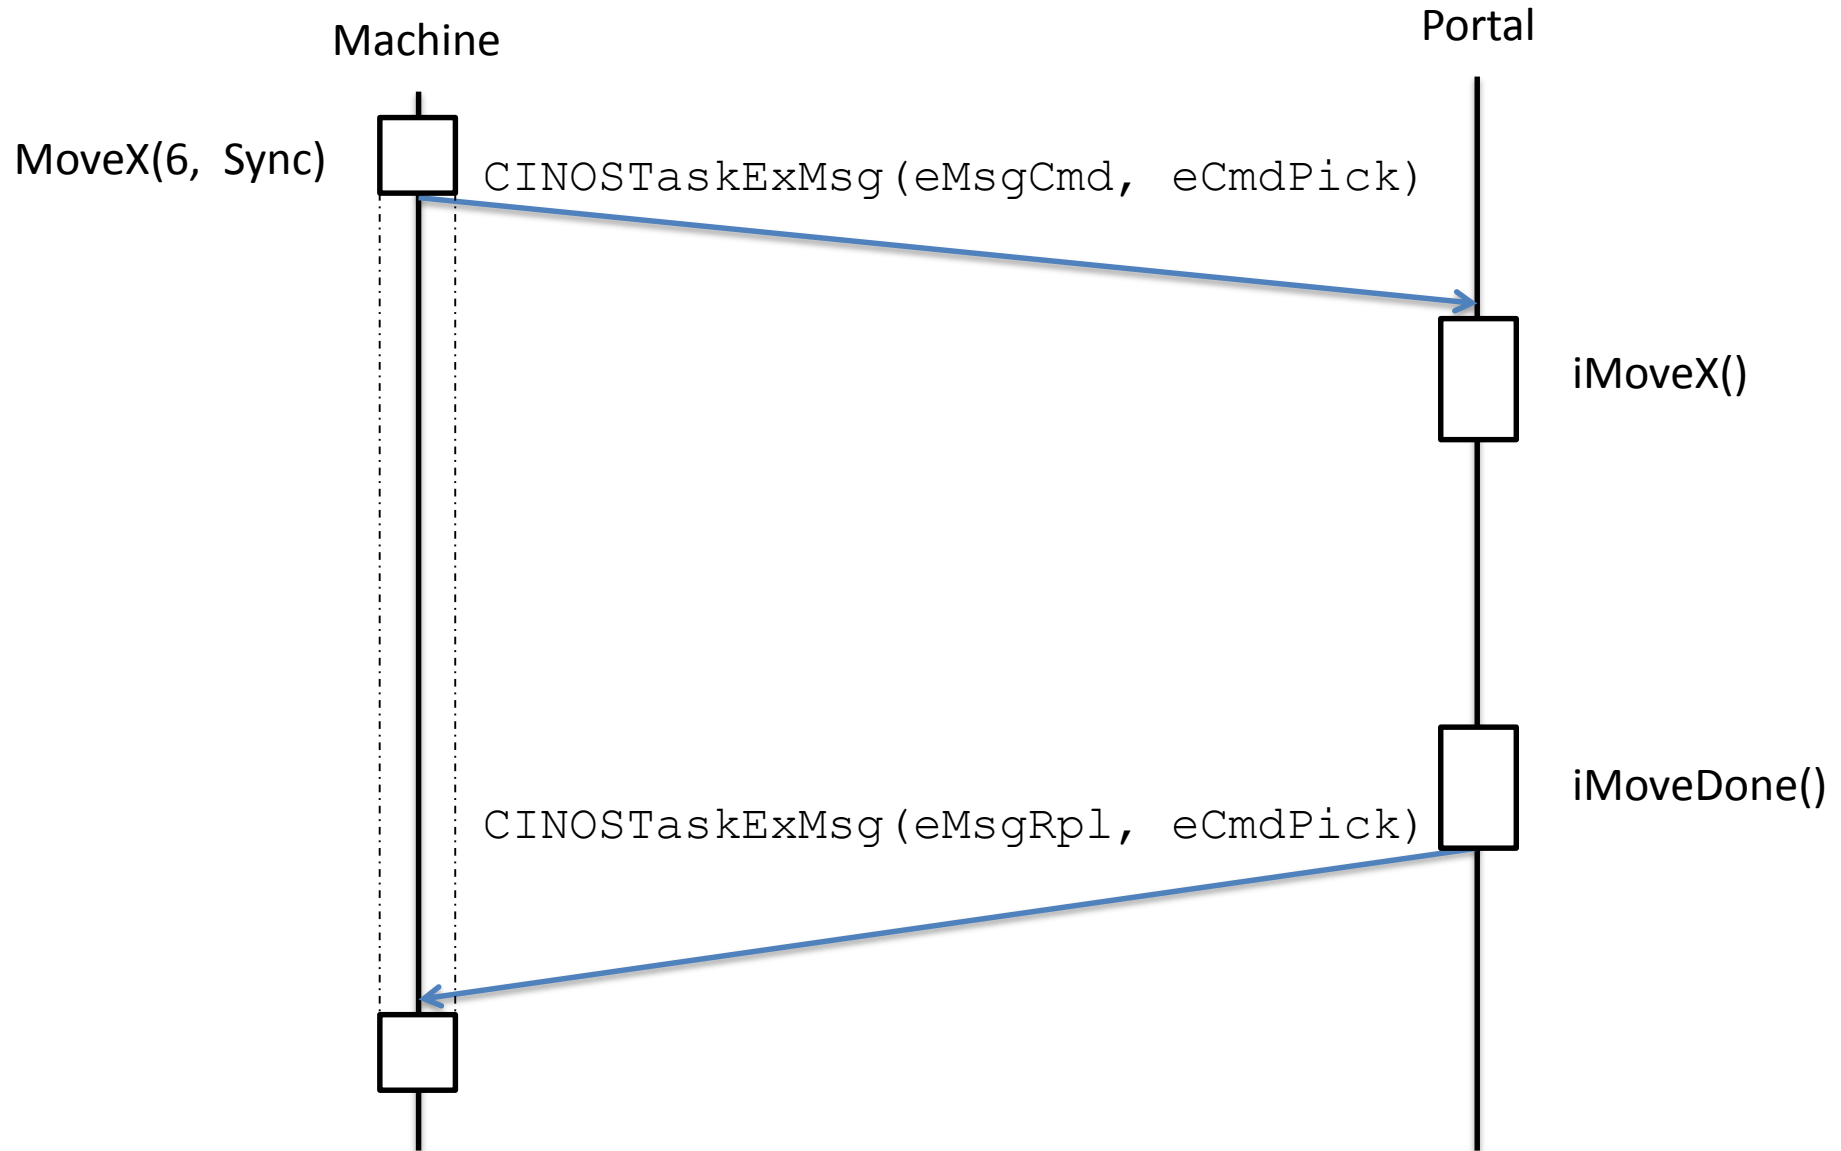 Machine
Portal
MoveX(6, Sync)
CINOSTaskExMsg(eMsgCmd, eCmdPick)
iMoveX()
iMoveDone()
CINOSTaskExMsg(eMsgRpl, eCmdPick)